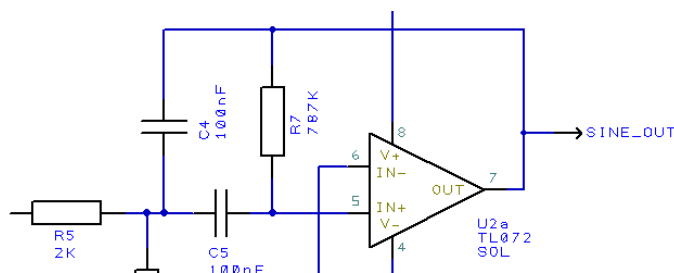 C4
100nF
R7
787K
8
V+
6
IN-
OUT
7
SINE_OUT
5
IN+
V-
4
R5
2K
C5
100nF
U2a
TL072
SOL